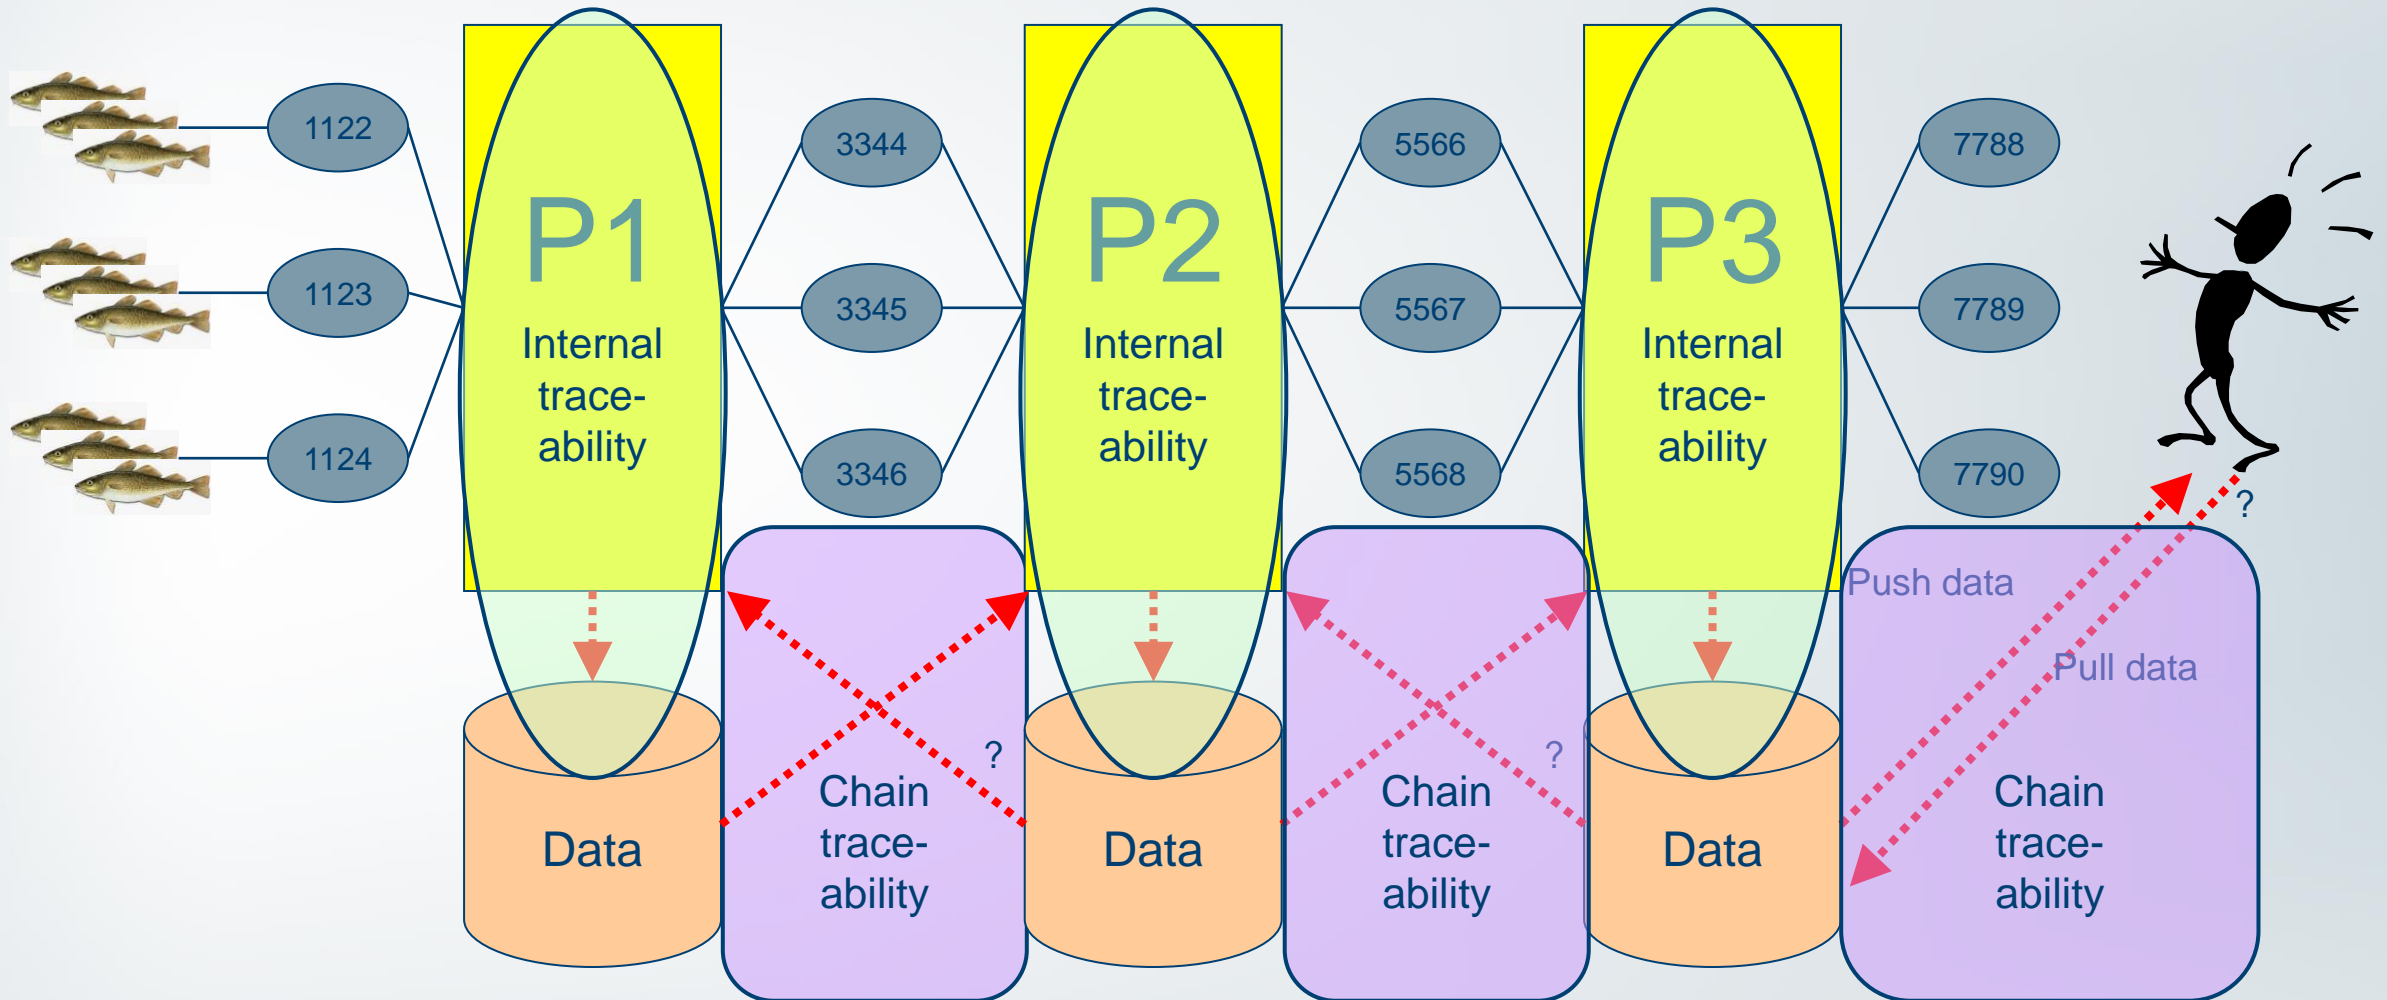 1122
1123
1124
P1
Internal
trace-
ability
Data
3344
3345
3346
?
Chain
trace-
ability
P2
Internal
trace-
ability
Data
5566
5567
5568
?
Chain
trace-
ability
P3
Internal
trace-
ability
Data
7788
7789
7790
?
Push data
Pull data
Chain
trace-
ability